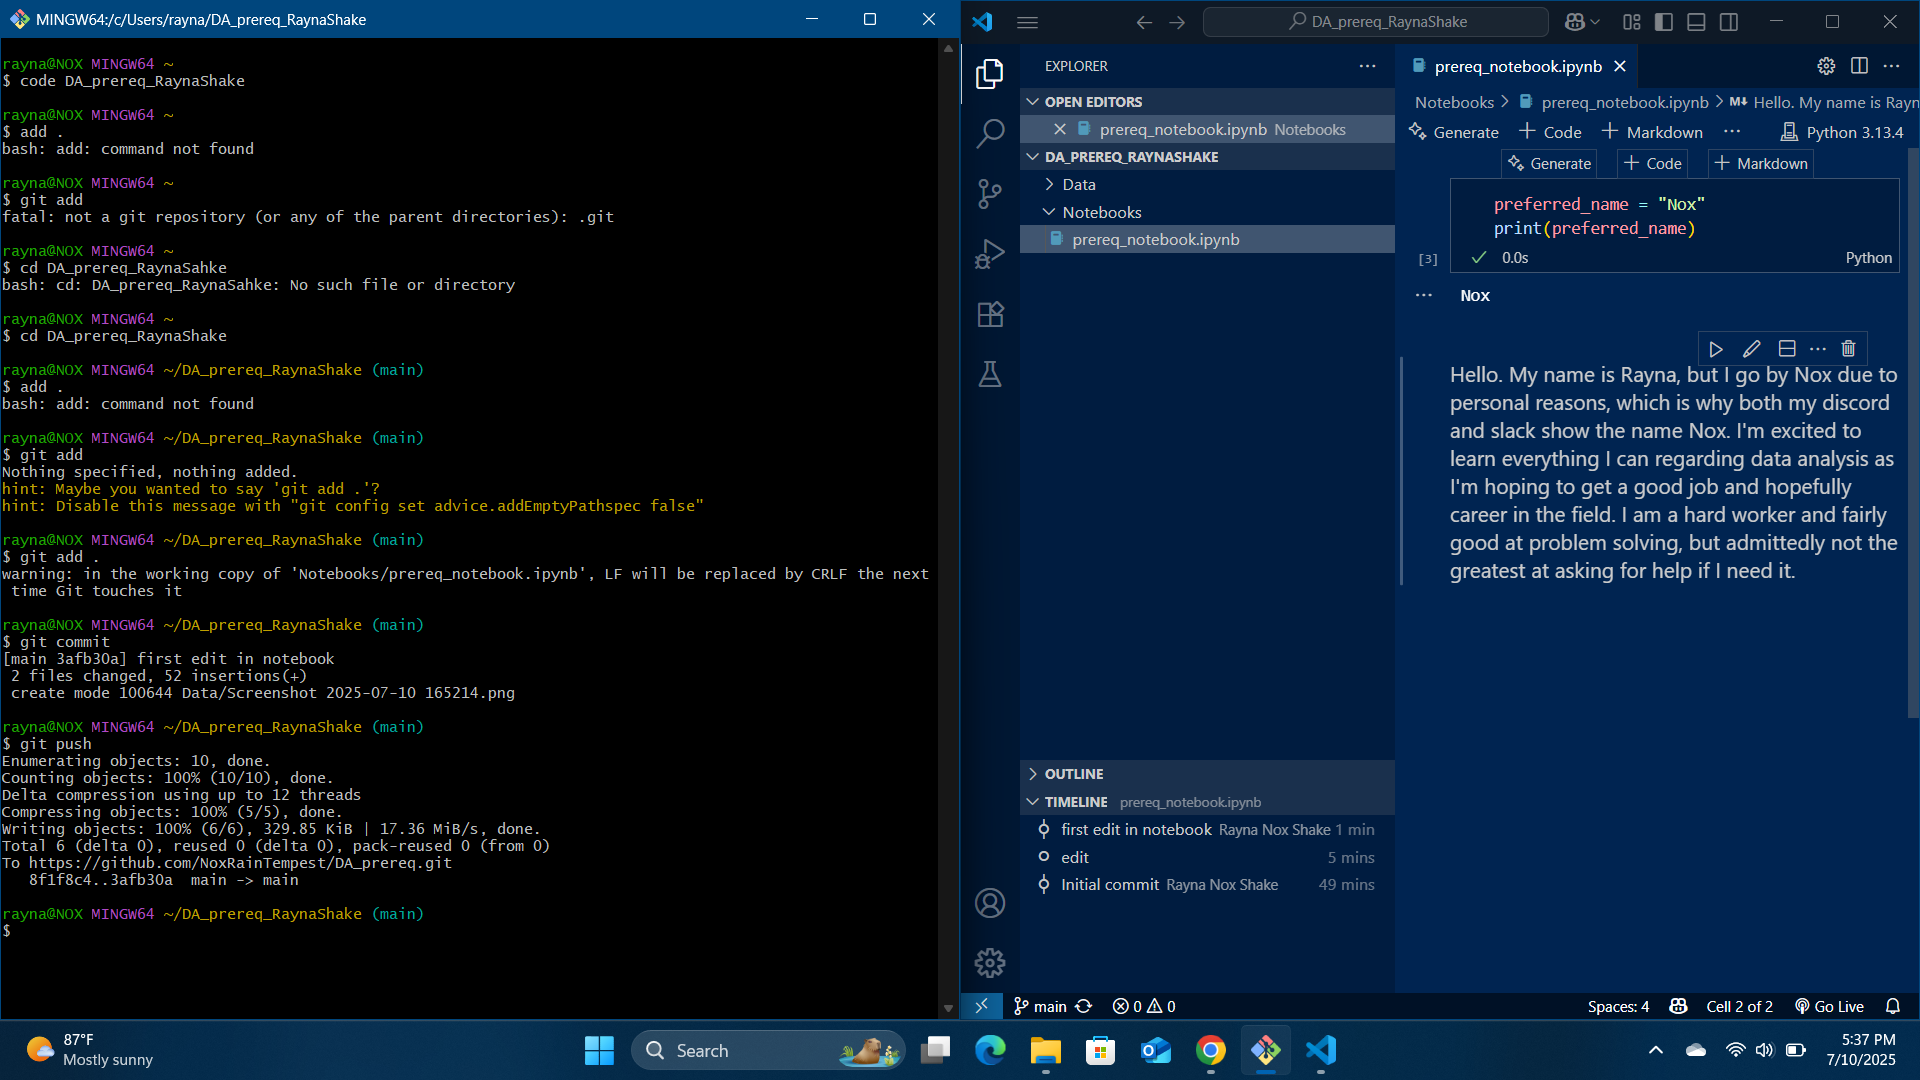 MINGW64:/c/Users/rayna/DA_prereq_RaynaShake
rayna@NOX MINGW64 ~
$ code DA_prereq_RaynaShake
rayna@NOX MINGW64 ~
$ add .
bash: add: command not found
rayna@NOX MINGW64 ~
$ git add
fatal: not a git repository (or any of the parent directories): .git
rayna@NOX MINGW64 ~
$ cd DA_prereq_RaynaSahke
bash: cd: DA_prereq_RaynaSahke: No such file or directory
rayna@NOX MINGW64 ~
$ cd DA_prereq_RaynaShake
rayna@NOX MINGW64 ~/DA_prereq_RaynaShake (main)
$ add .
bash: add: command not found
rayna@NOX MINGW64 ~/DA_prereq_RaynaShake (main)
$ git add
Nothing specified, nothing added.
hint: Maybe you wanted to say 'git add .'?
hint: Disable this message with "git config set advice.addEmptyPathspec false"
rayna@NOX MINGW64 ~/DA_prereq_RaynaShake (main)
$ git add .
warning: in the working copy of 'Notebooks/prereq_notebook.ipynb', LF will be replaced by CRLF the next
time Git touches it
rayna@NOX MINGW64 ~/DA_prereq_RaynaShake (main)
$ git commit
[main 3afb30a] first edit in notebook
2 files changed, 52 insertions(+)
create mode 100644 Data/Screenshot 2025-07-10 165214.png
rayna@NOX MINGW64 ~/DA_prereq_RaynaShake (main)
$ git push
Enumerating objects: 10, done.
Counting objects: 100% (10/10), done.
Delta compression using up to 12 threads
Compressing objects: 100% (5/5), done.
Writing objects: 100% (6/6), 329.85 KiB | 17.36 MiB/s, done.
Total 6 (delta 0), reused 0 (delta 0), pack-reused 0 (from 0)
To https://github.com/NoxRainTempest/DA_prereq.git
8f1f8c4..3afb30a main -> main
rayna@NOX MINGW64 ~/DA_prereq_RaynaShake (main)
$
DA_prereq_RaynaShake
EXPLORER
OPEN EDITORS
prereq_notebook.ipynb Notebooks
DA_PREREQ_RAYNASHAKE
Data
Notebooks
prereq_notebook.ipynb
OUTLINE
TIMELINE prereq_notebook.ipynb
first edit in notebook Rayna Nox Shake 1 min
edit 5 mins
Initial commit Rayna Nox Shake 49 mins
prereq_notebook.ipynb
Notebooks > prereq_notebook.ipynb > M↓ Hello. My name is Rayn
Generate + Code + Markdown ... Python 3.13.4
Generate + Code + Markdown
preferred_name = "Nox"
print(preferred_name)
[3] ✓ 0.0s Python
... Nox
Hello. My name is Rayna, but I go by Nox due to
personal reasons, which is why both my discord
and slack show the name Nox. I'm excited to
learn everything I can regarding data analysis as
I'm hoping to get a good job and hopefully
career in the field. I am a hard worker and fairly
good at problem solving, but admittedly not the
greatest at asking for help if I need it.
main 0 0 Spaces: 4 Cell 2 of 2 Go Live
87°F
Mostly sunny
Search
5:37 PM
7/10/2025